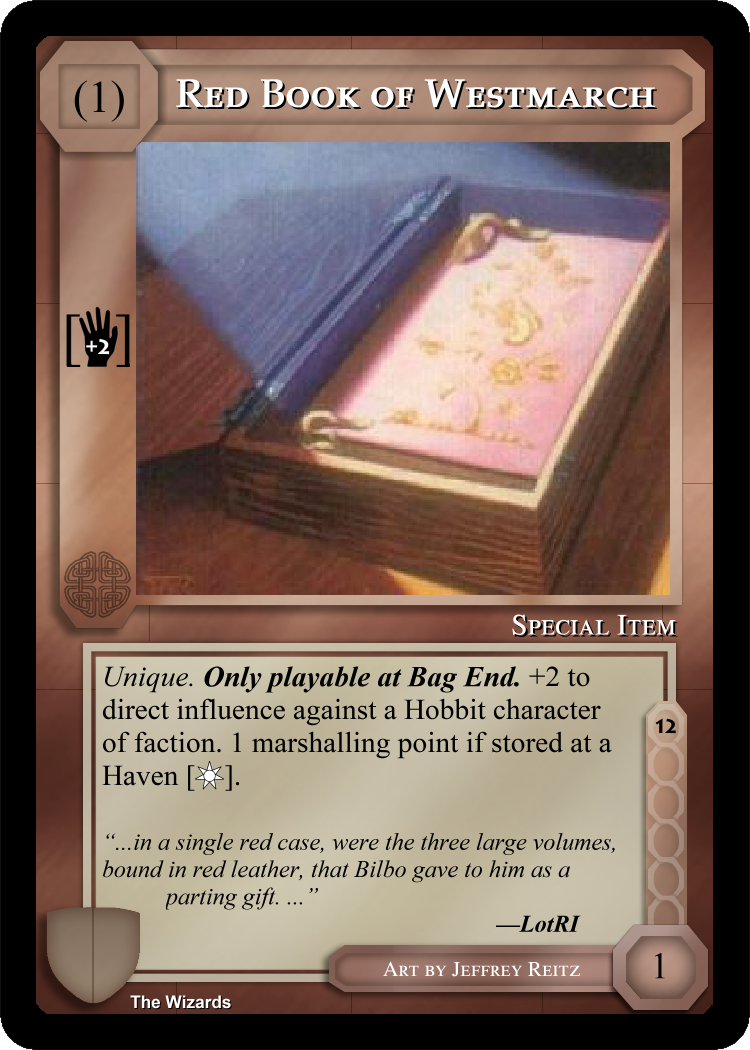 (1)
Red Book of Westmarch
[+2]
Special Item
Unique. Only playable at Bag End. +2 to
direct influence against a Hobbit character
of faction. 1 marshalling point if stored at a
Haven [☼].
12
“...in a single red case, were the three large volumes,
bound in red leather, that Bilbo gave to him as a
parting gift. ...”
—LotRI
Art by Jeffrey Reitz
1
The Wizards